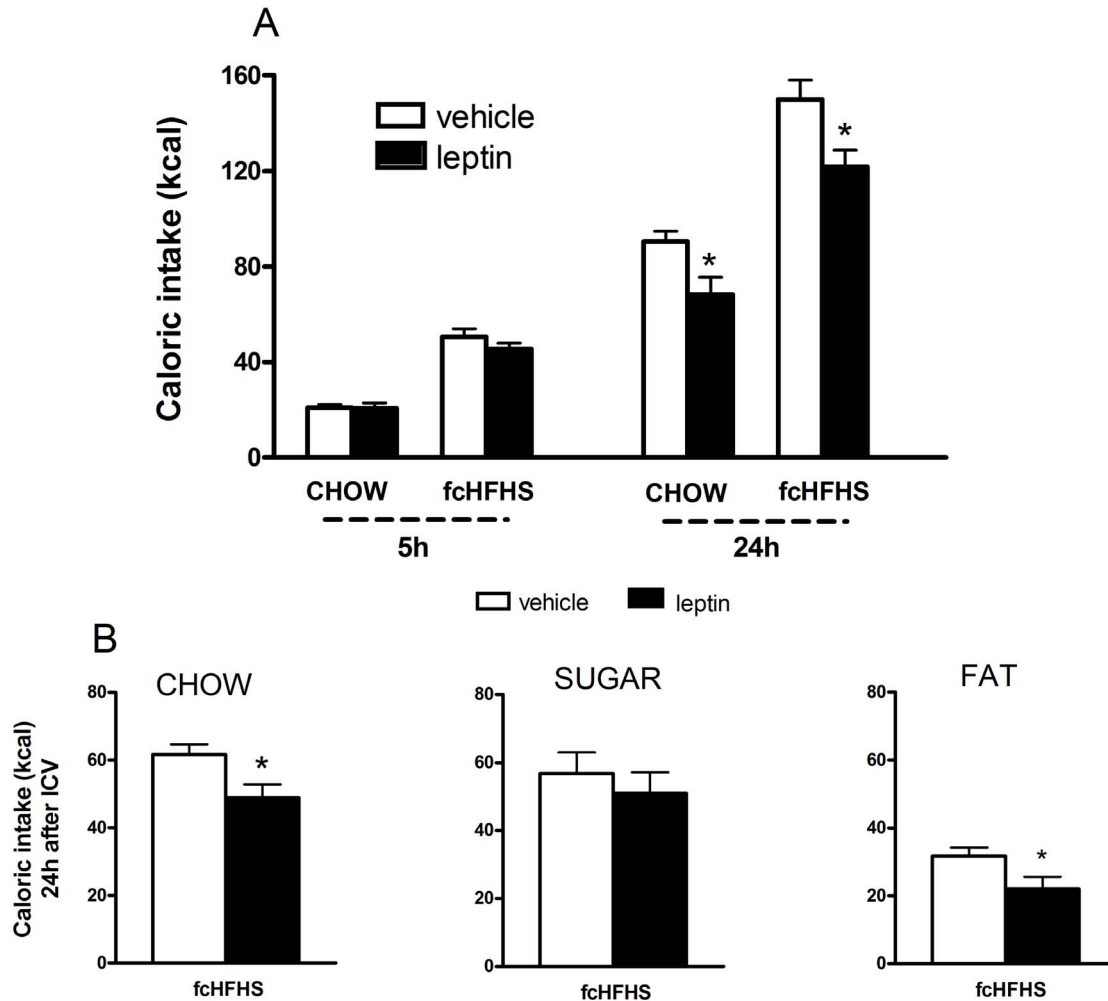 A
Caloric intake (kcal)
160
120
80
40
0
vehicle
leptin
*
*
CHOW
fcHFHS
CHOW
fcHFHS
5h
24h
vehicle
leptin
B
CHOW
SUGAR
FAT
Caloric intake (kcal)
24h after ICV
80
60
40
20
0
*
fcHFHS
80
60
40
20
0
fcHFHS
80
60
40
20
0
*
fcHFHS